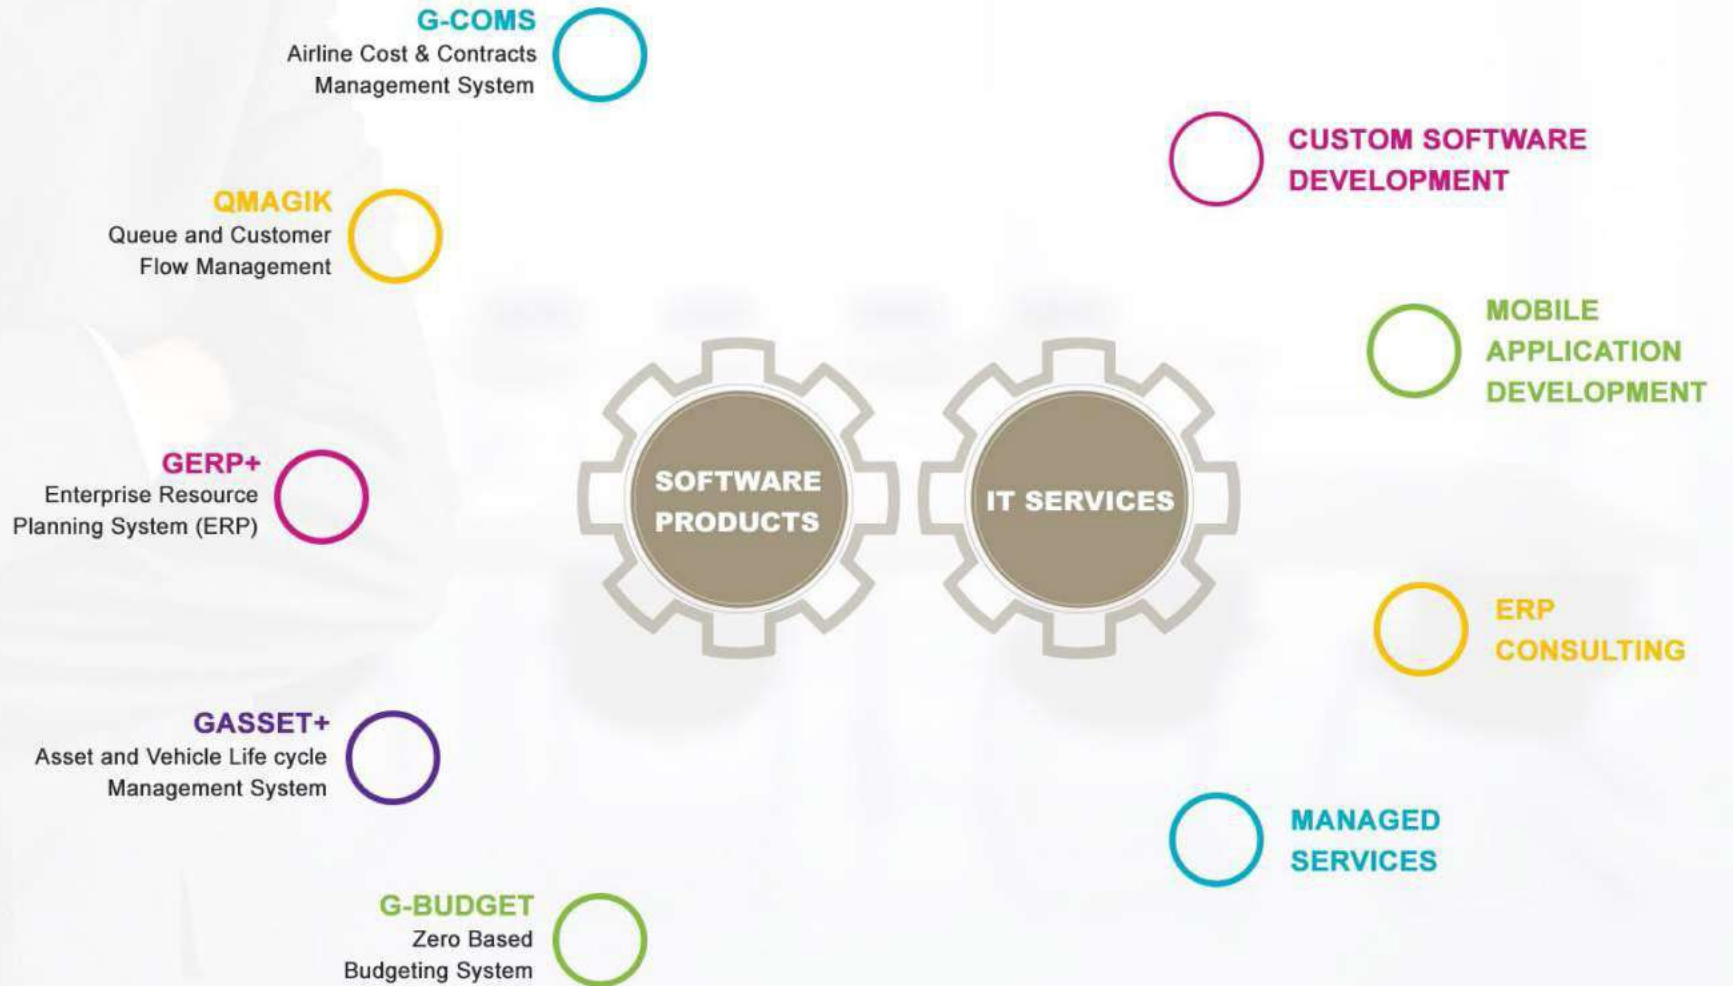 G-COMS
Airline Cost & Contracts
Management System
QMAGIK
Queue and Customer
Flow Management
GERP+
Enterprise Resource
Planning System (ERP)
GASSET+
Asset and Vehicle Life cycle
Management System
G-BUDGET
Zero Based
Budgeting System
SOFTWARE
PRODUCTS
IT SERVICES
CUSTOM SOFTWARE
DEVELOPMENT
MOBILE
APPLICATION
DEVELOPMENT
ERP
CONSULTING
MANAGED
SERVICES